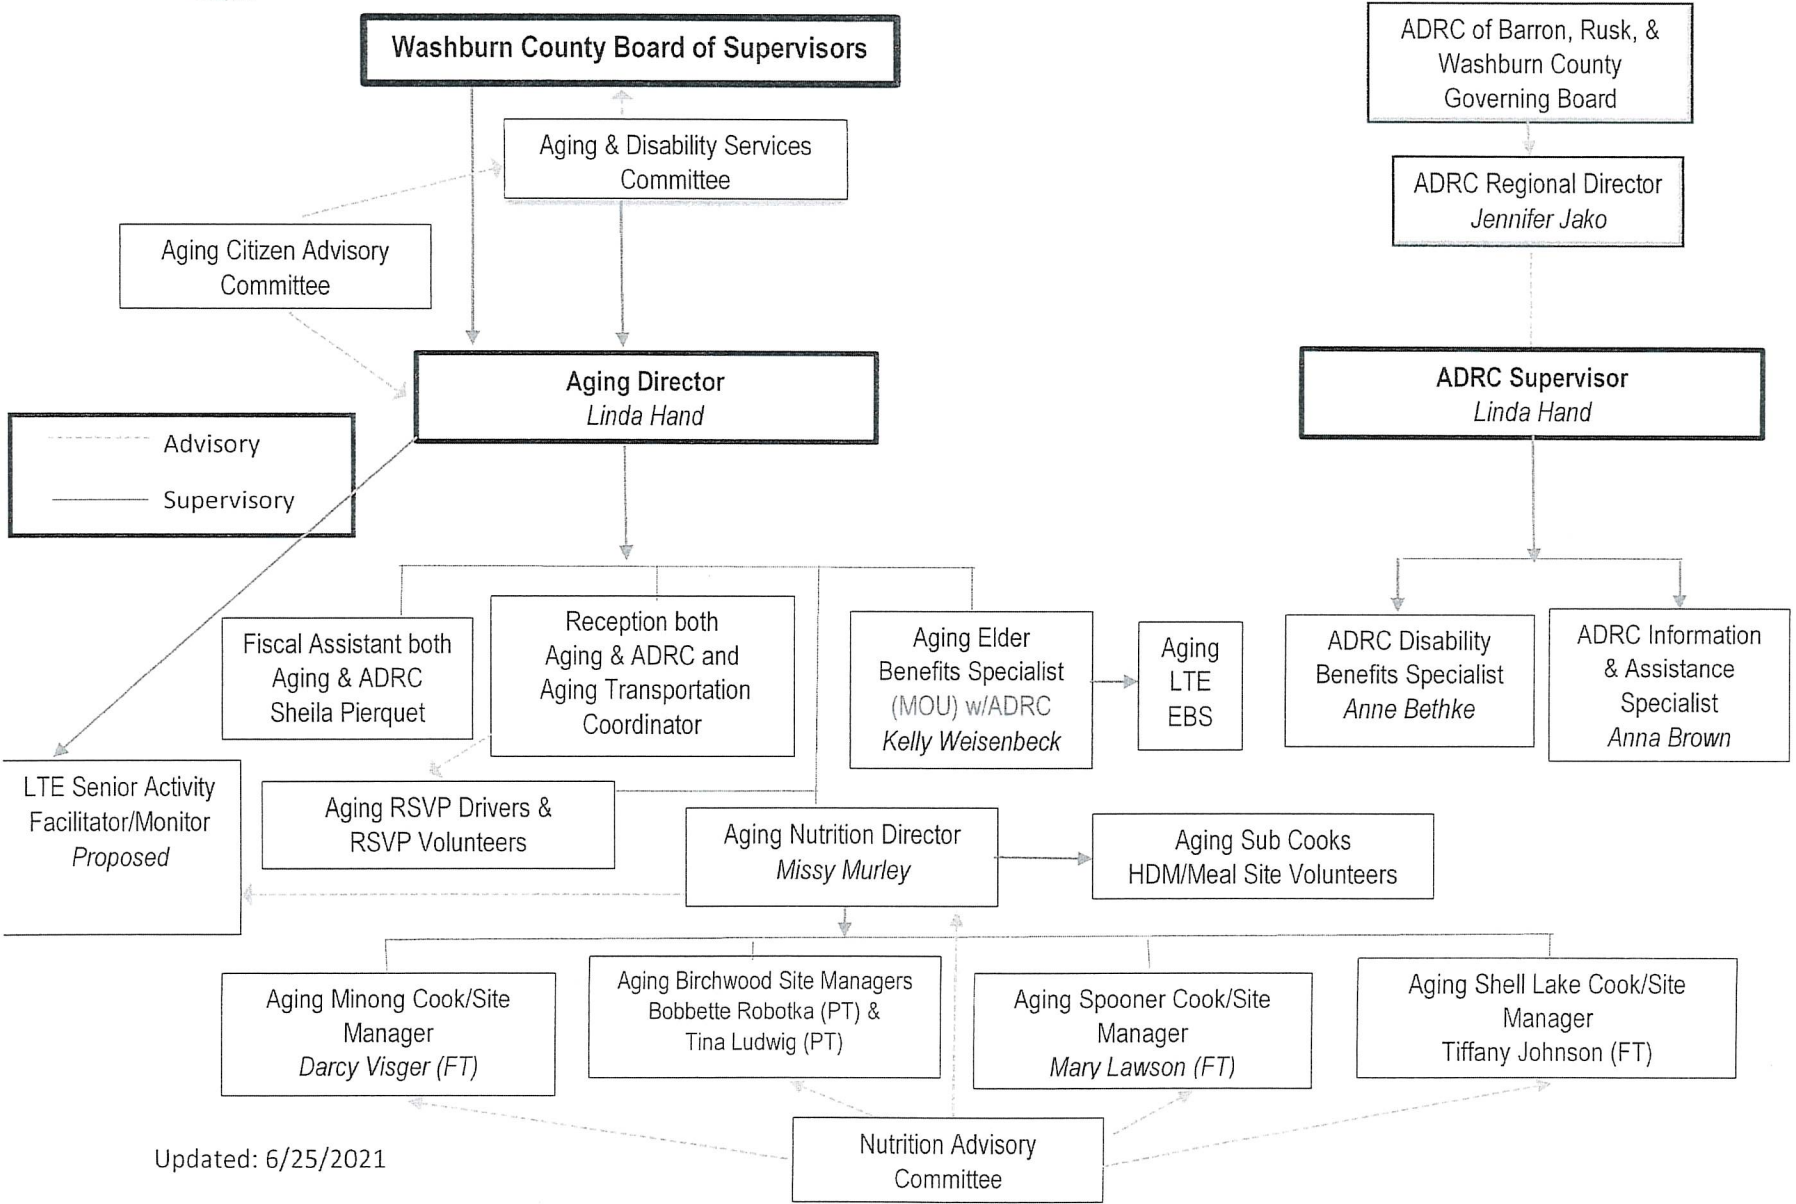 Washburn County Board of Supervisors
ADRC of Barron, Rusk, &
Washburn County
Governing Board
Aging & Disability Services
Committee
ADRC Regional Director
Jennifer Jako
Aging Citizen Advisory
Committee
Aging Director
Linda Hand
ADRC Supervisor
Linda Hand
Advisory
Supervisory
Fiscal Assistant both
Aging & ADRC
Sheila Pierquet
Reception both
Aging & ADRC and
Aging Transportation
Coordinator
Aging Elder
Benefits Specialist
(MOU) w/ADRC
Kelly Weisenbeck
Aging
LTE
EBS
ADRC Disability
Benefits Specialist
Anne Bethke
ADRC Information
& Assistance
Specialist
Anna Brown
LTE Senior Activity
Facilitator/Monitor
Proposed
Aging RSVP Drivers &
RSVP Volunteers
Aging Nutrition Director
Missy Murley
Aging Sub Cooks
HDM/Meal Site Volunteers
Aging Minong Cook/Site
Manager
Darcy Visger (FT)
Aging Birchwood Site Managers
Bobbette Robotka (PT) &
Tina Ludwig (PT)
Aging Spooner Cook/Site
Manager
Mary Lawson (FT)
Aging Shell Lake Cook/Site
Manager
Tiffany Johnson (FT)
Nutrition Advisory
Committee
Updated: 6/25/2021